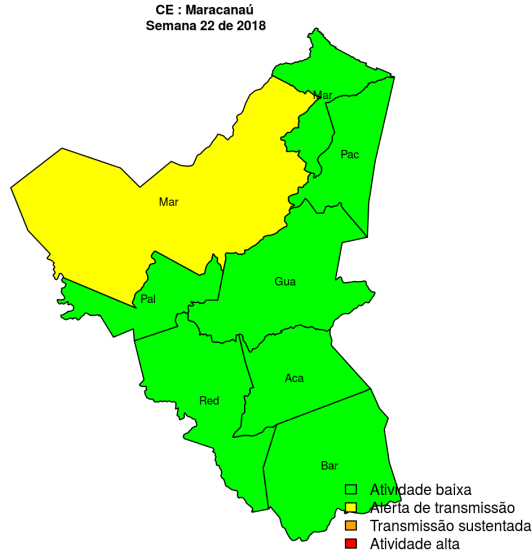 CE : Maracanaú
Semana 22 de 2018
Mar
Pac
Mar
Gua
Pal
Aca
Red
Bar
Atividade baixa
Alerta de transmissão
Transmissão sustentada
Atividade alta